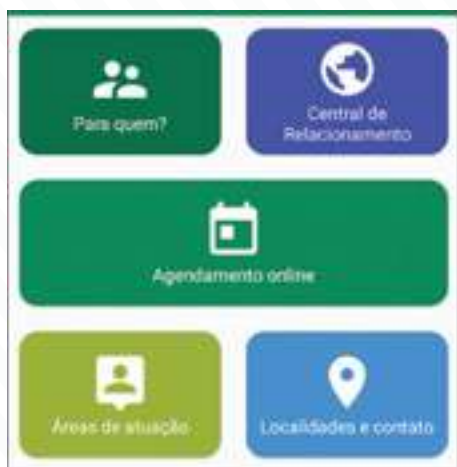 Para quem?
Central de
Relacionamento
Agendamento online
Áreas de atuação
Localidades e contato